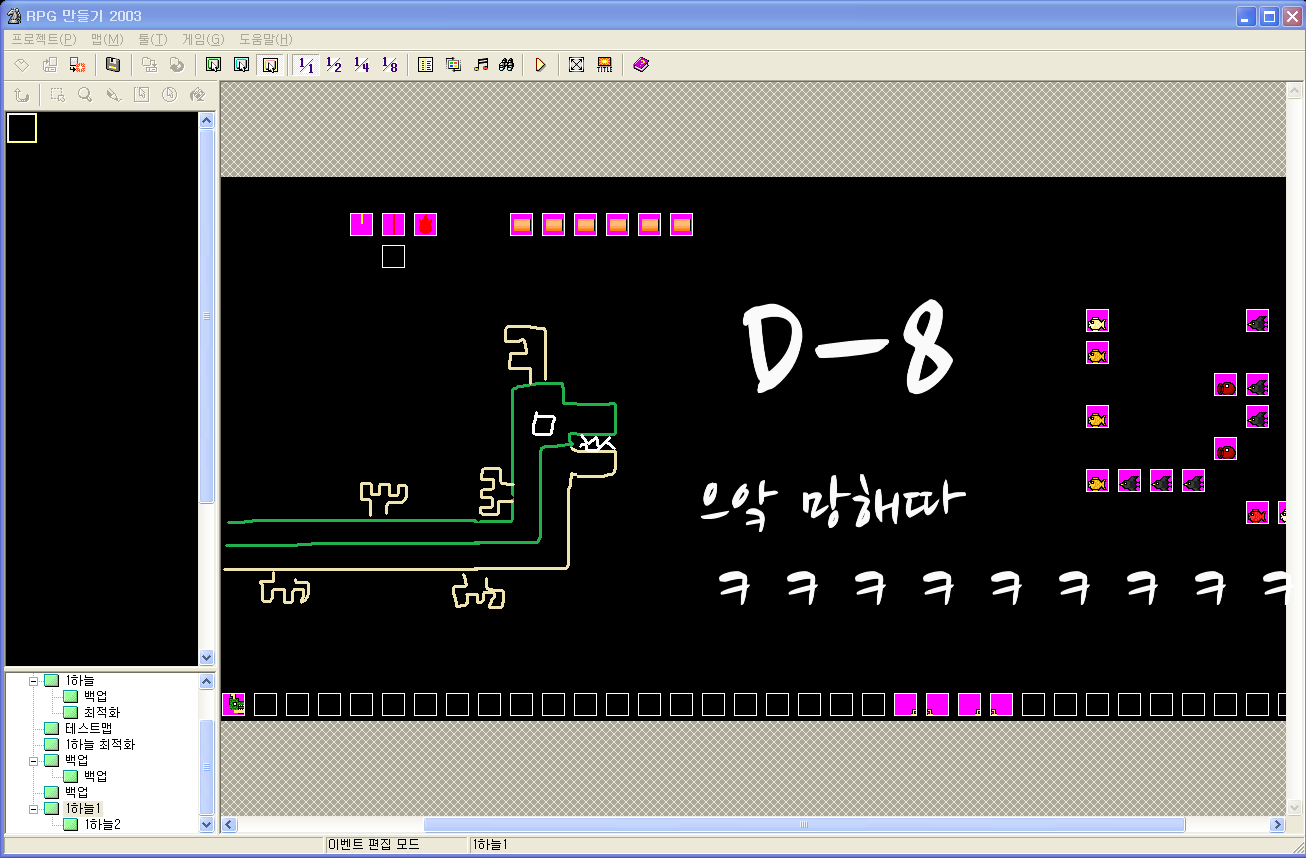 RPG 만들기 2003
프로젝트(P) 맵(M) 툴(T) 게임(G) 도움말(H)
1/1 1/2 1/4 1/8 TITLE
D-8
으악 망해따
ㅋ ㅋ ㅋ ㅋ ㅋ ㅋ ㅋ ㅋ ㅋ
1하늘
백업
최적화
테스트맵
1하늘 최적화
백업
백업
백업
1하늘1
1하늘2
이벤트 편집 모드 1하늘1